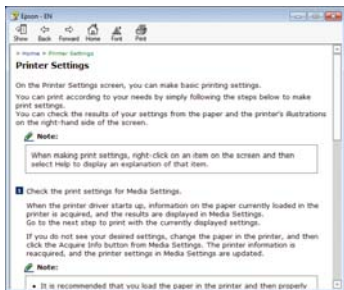 Epson - EN
Show Back Forward Home Font Print
> Home > Printer Settings
Printer Settings
On the Printer Settings screen, you can make basic printing settings.
You can print according to your needs by simply following the steps below to make
print settings.
You can check the results of your settings from the paper and the printer's illustrations
on the right-hand side of the screen.
Note:
When making print settings, right-click on an item on the screen and then
select Help to display an explanation of that item.
1 Check the print settings for Media Settings.
When the printer driver starts up, information on the paper currently loaded in the
printer is acquired, and the results are displayed in Media Settings.
Go to the next step to print with the currently displayed settings.
If you do not see your desired settings, change the paper in the printer, and then
click the Acquire Info button from Media Settings. The printer information is
reacquired, and the printer settings in Media Settings are updated.
Note:
• It is recommended that you load the paper in the printer and then properly